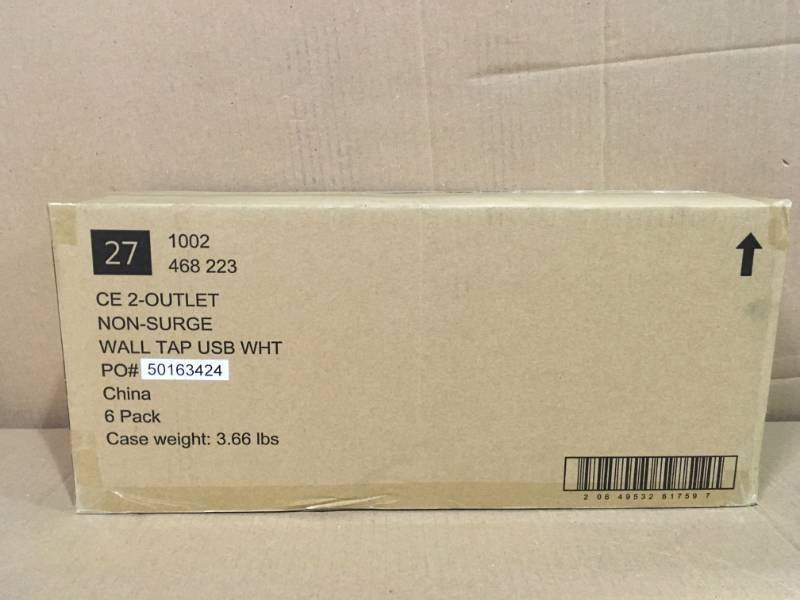 27
1002
468 223
CE 2-OUTLET
NON-SURGE
WALL TAP USB WHT
PO# 50163424
China
6 Pack
Case weight: 3.66 lbs
2 06 49532 61759 7